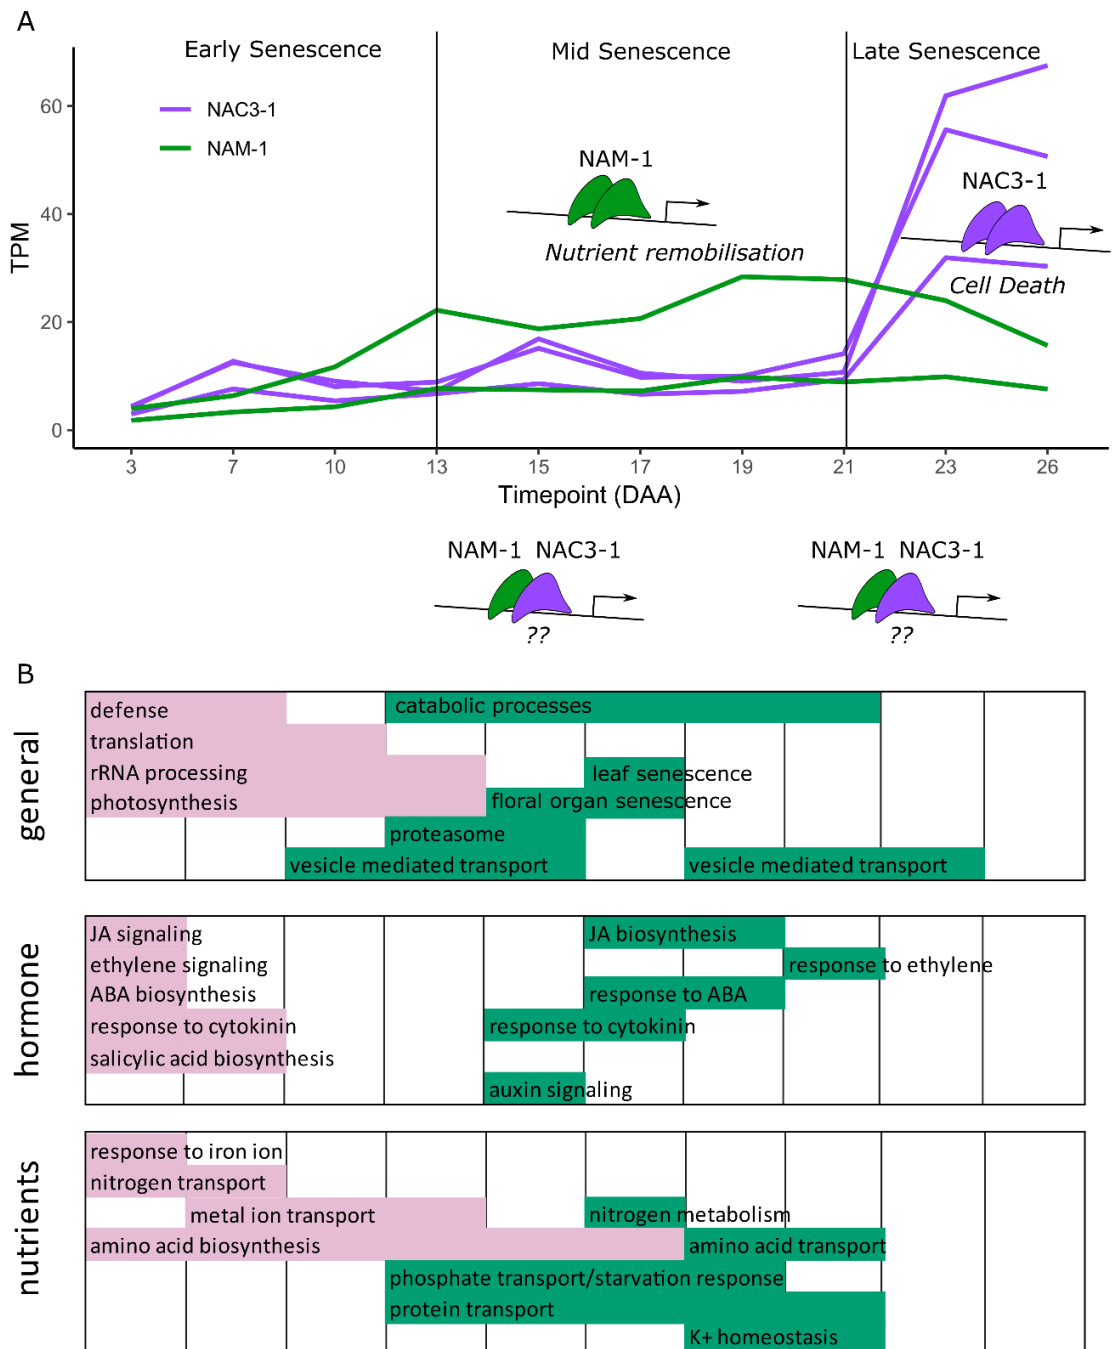 A
Early Senescence
Mid Senescence
Late Senescence
NAC3-1
NAM-1
NAM-1
Nutrient remobilisation
NAC3-1
Cell Death
TPM
60
40
20
0
3 7 10 13 15 17 19 21 23 26
Timepoint (DAA)
NAM-1 NAC3-1
??
NAM-1 NAC3-1
??
B
general
defense
catabolic processes
translation
rRNA processing
leaf senescence
photosynthesis
floral organ senescence
proteasome
vesicle mediated transport
vesicle mediated transport
hormone
JA signaling
JA biosynthesis
ethylene signaling
response to ethylene
ABA biosynthesis
response to ABA
response to cytokinin
response to cytokinin
salicylic acid biosynthesis
auxin signaling
nutrients
response to iron ion
nitrogen transport
metal ion transport
nitrogen metabolism
amino acid biosynthesis
amino acid transport
phosphate transport/starvation response
protein transport
K+ homeostasis